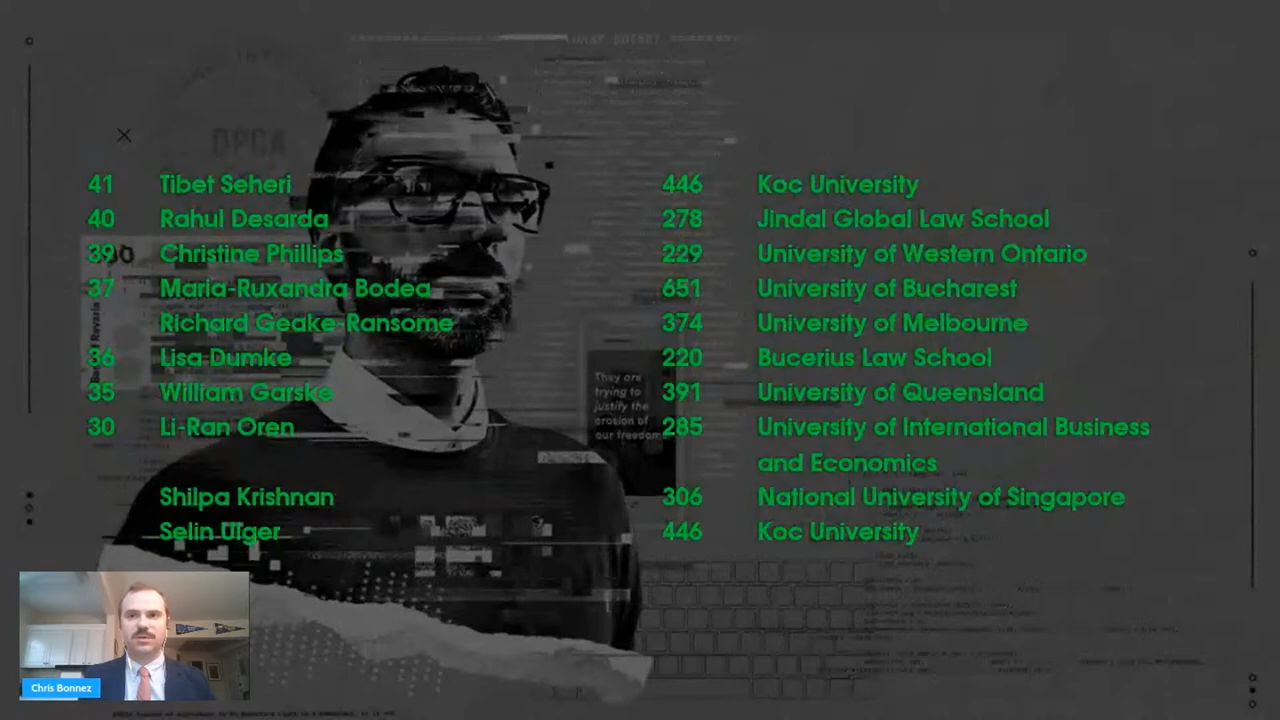 DPCA
41 Tibet Seheri 446 Koc University
40 Rahul Desarda 278 Jindal Global Law School
39 Christine Phillips 229 University of Western Ontario
37 Maria-Ruxandra Bodea 651 University of Bucharest
Richard Geake-Ransome 374 University of Melbourne
36 Lisa Dumke 220 Bucerius Law School
35 William Garske 391 University of Queensland
30 Li-Ran Oren 285 University of International Business
and Economics
Shilpa Krishnan 306 National University of Singapore
Selin Ulger 446 Koc University
They are
trying to
justify the
erosion of
our freedom
Chris Bonnez